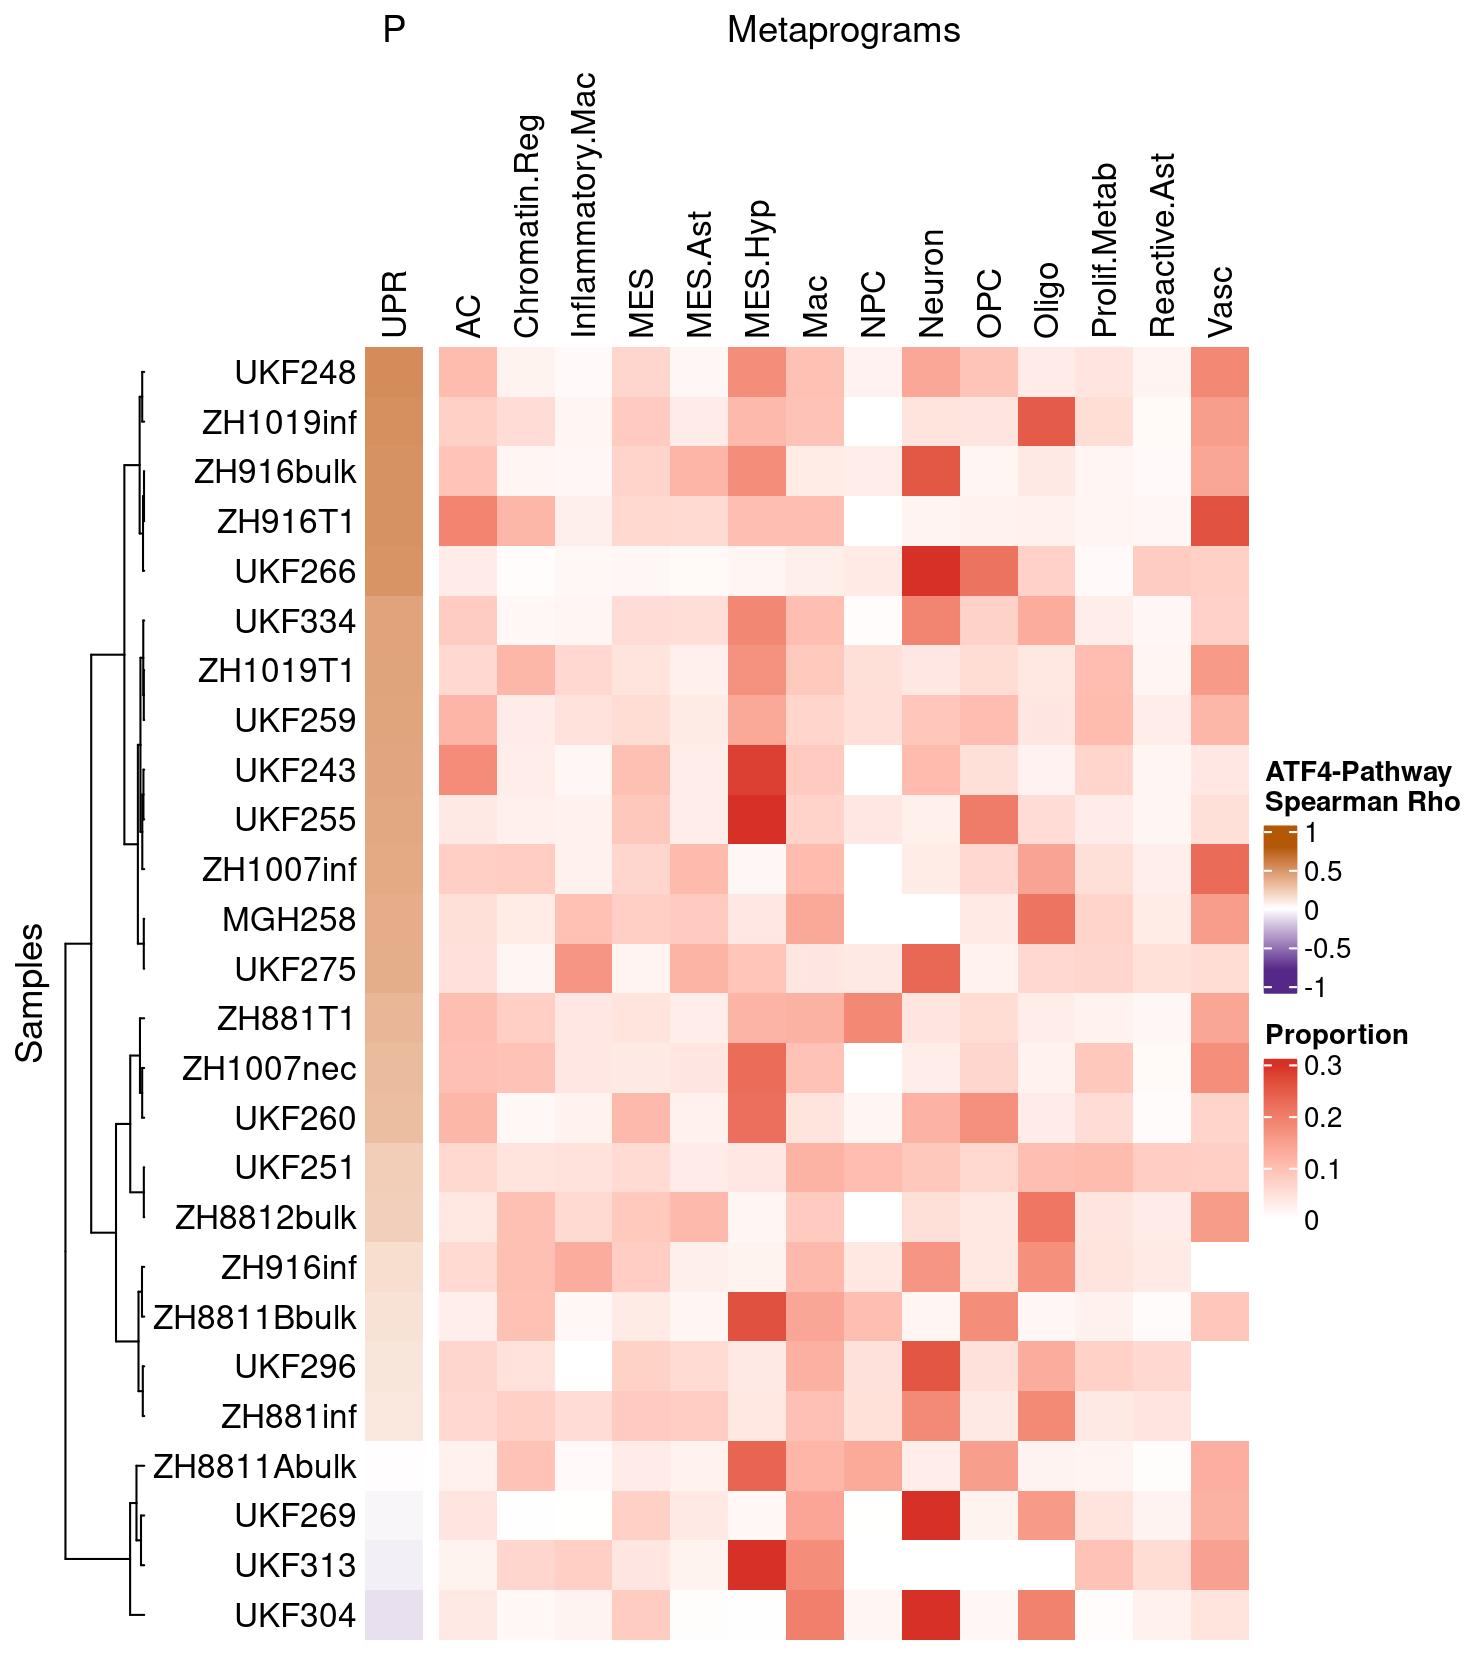 P
Metaprograms
UPR
AC
Chromatin.Reg
Inflammatory.Mac
MES
MES.Ast
MES.Hyp
Mac
NPC
Neuron
OPC
Oligo
Prolif.Metab
Reactive.Ast
Vasc
Samples
UKF248
ZH1019inf
ZH916bulk
ZH916T1
UKF266
UKF334
ZH1019T1
UKF259
UKF243
UKF255
ZH1007inf
MGH258
UKF275
ZH881T1
ZH1007nec
UKF260
UKF251
ZH8812bulk
ZH916inf
ZH8811Bbulk
UKF296
ZH881inf
ZH8811Abulk
UKF269
UKF313
UKF304
ATF4-Pathway
Spearman Rho
1
0.5
0
-0.5
-1
Proportion
0.3
0.2
0.1
0